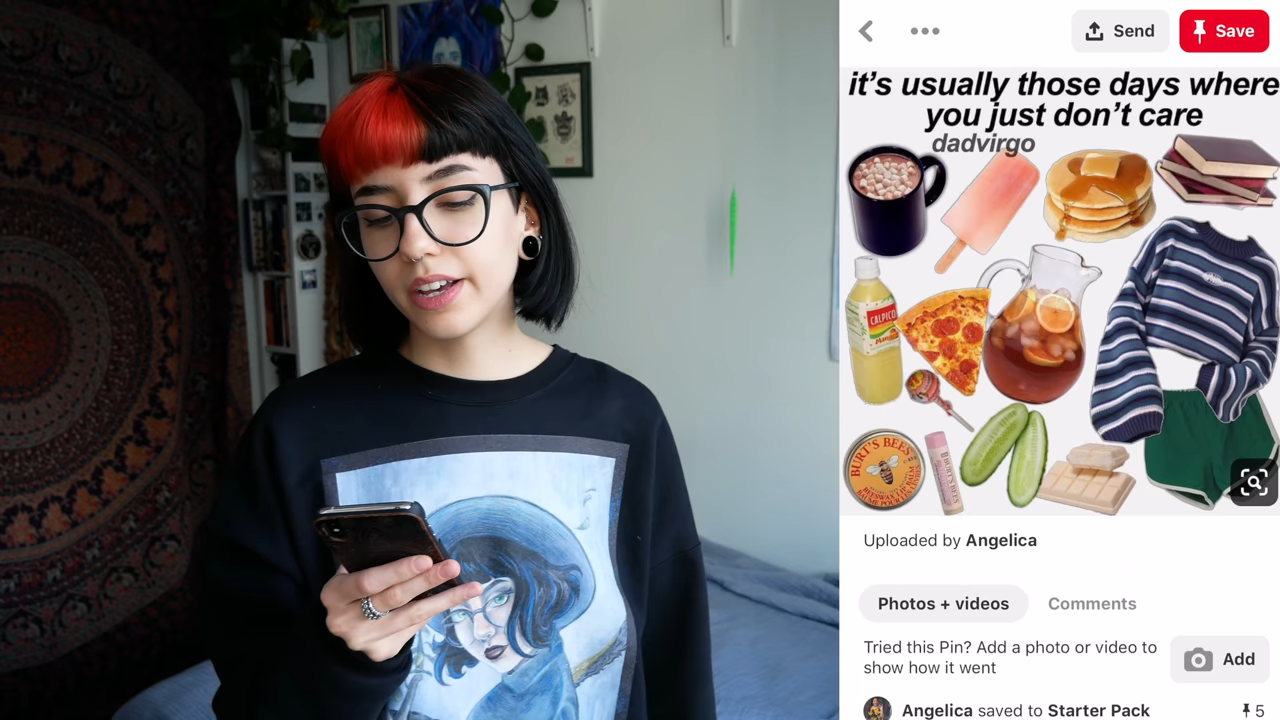 Send
Save
it's usually those days where
you just don't care
dadvirgo
CALPICO
BURT'S BEES
BURT'S BEES
Uploaded by Angelica
Photos + videos
Comments
Tried this Pin? Add a photo or video to
show how it went
Add
Angelica saved to Starter Pack
5